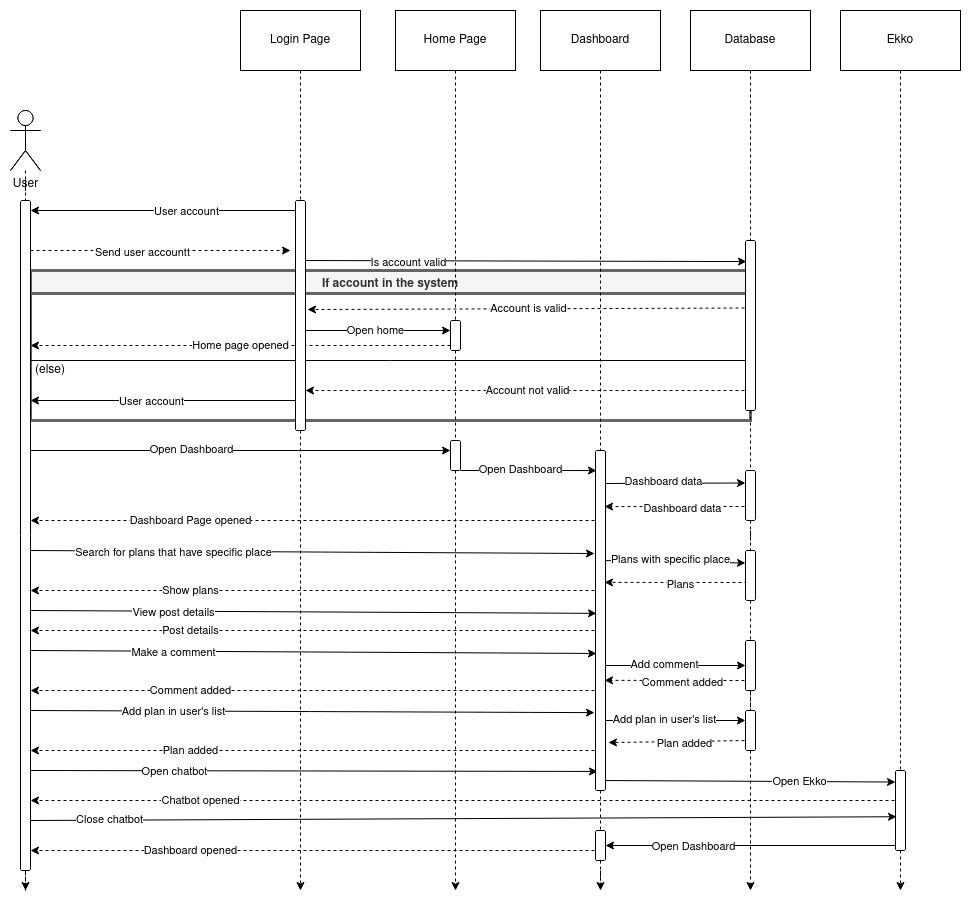 Login Page
Home Page
Dashboard
Database
Ekko
User
User account
Send user accountt
Is account valid
If account in the system
Account is valid
Open home
Home page opened
(else)
Account not valid
User account
Open Dashboard
Open Dashboard
Dashboard data
Dashboard data
Dashboard Page opened
Search for plans that have specific place
Plans with specific place
Plans
Show plans
View post details
Post details
Make a comment
Add comment
Comment added
Comment added
Add plan in user's list
Add plan in user's list
Plan added
Plan added
Open chatbot
Open Ekko
Chatbot opened
Close chatbot
Open Dashboard
Dashboard opened